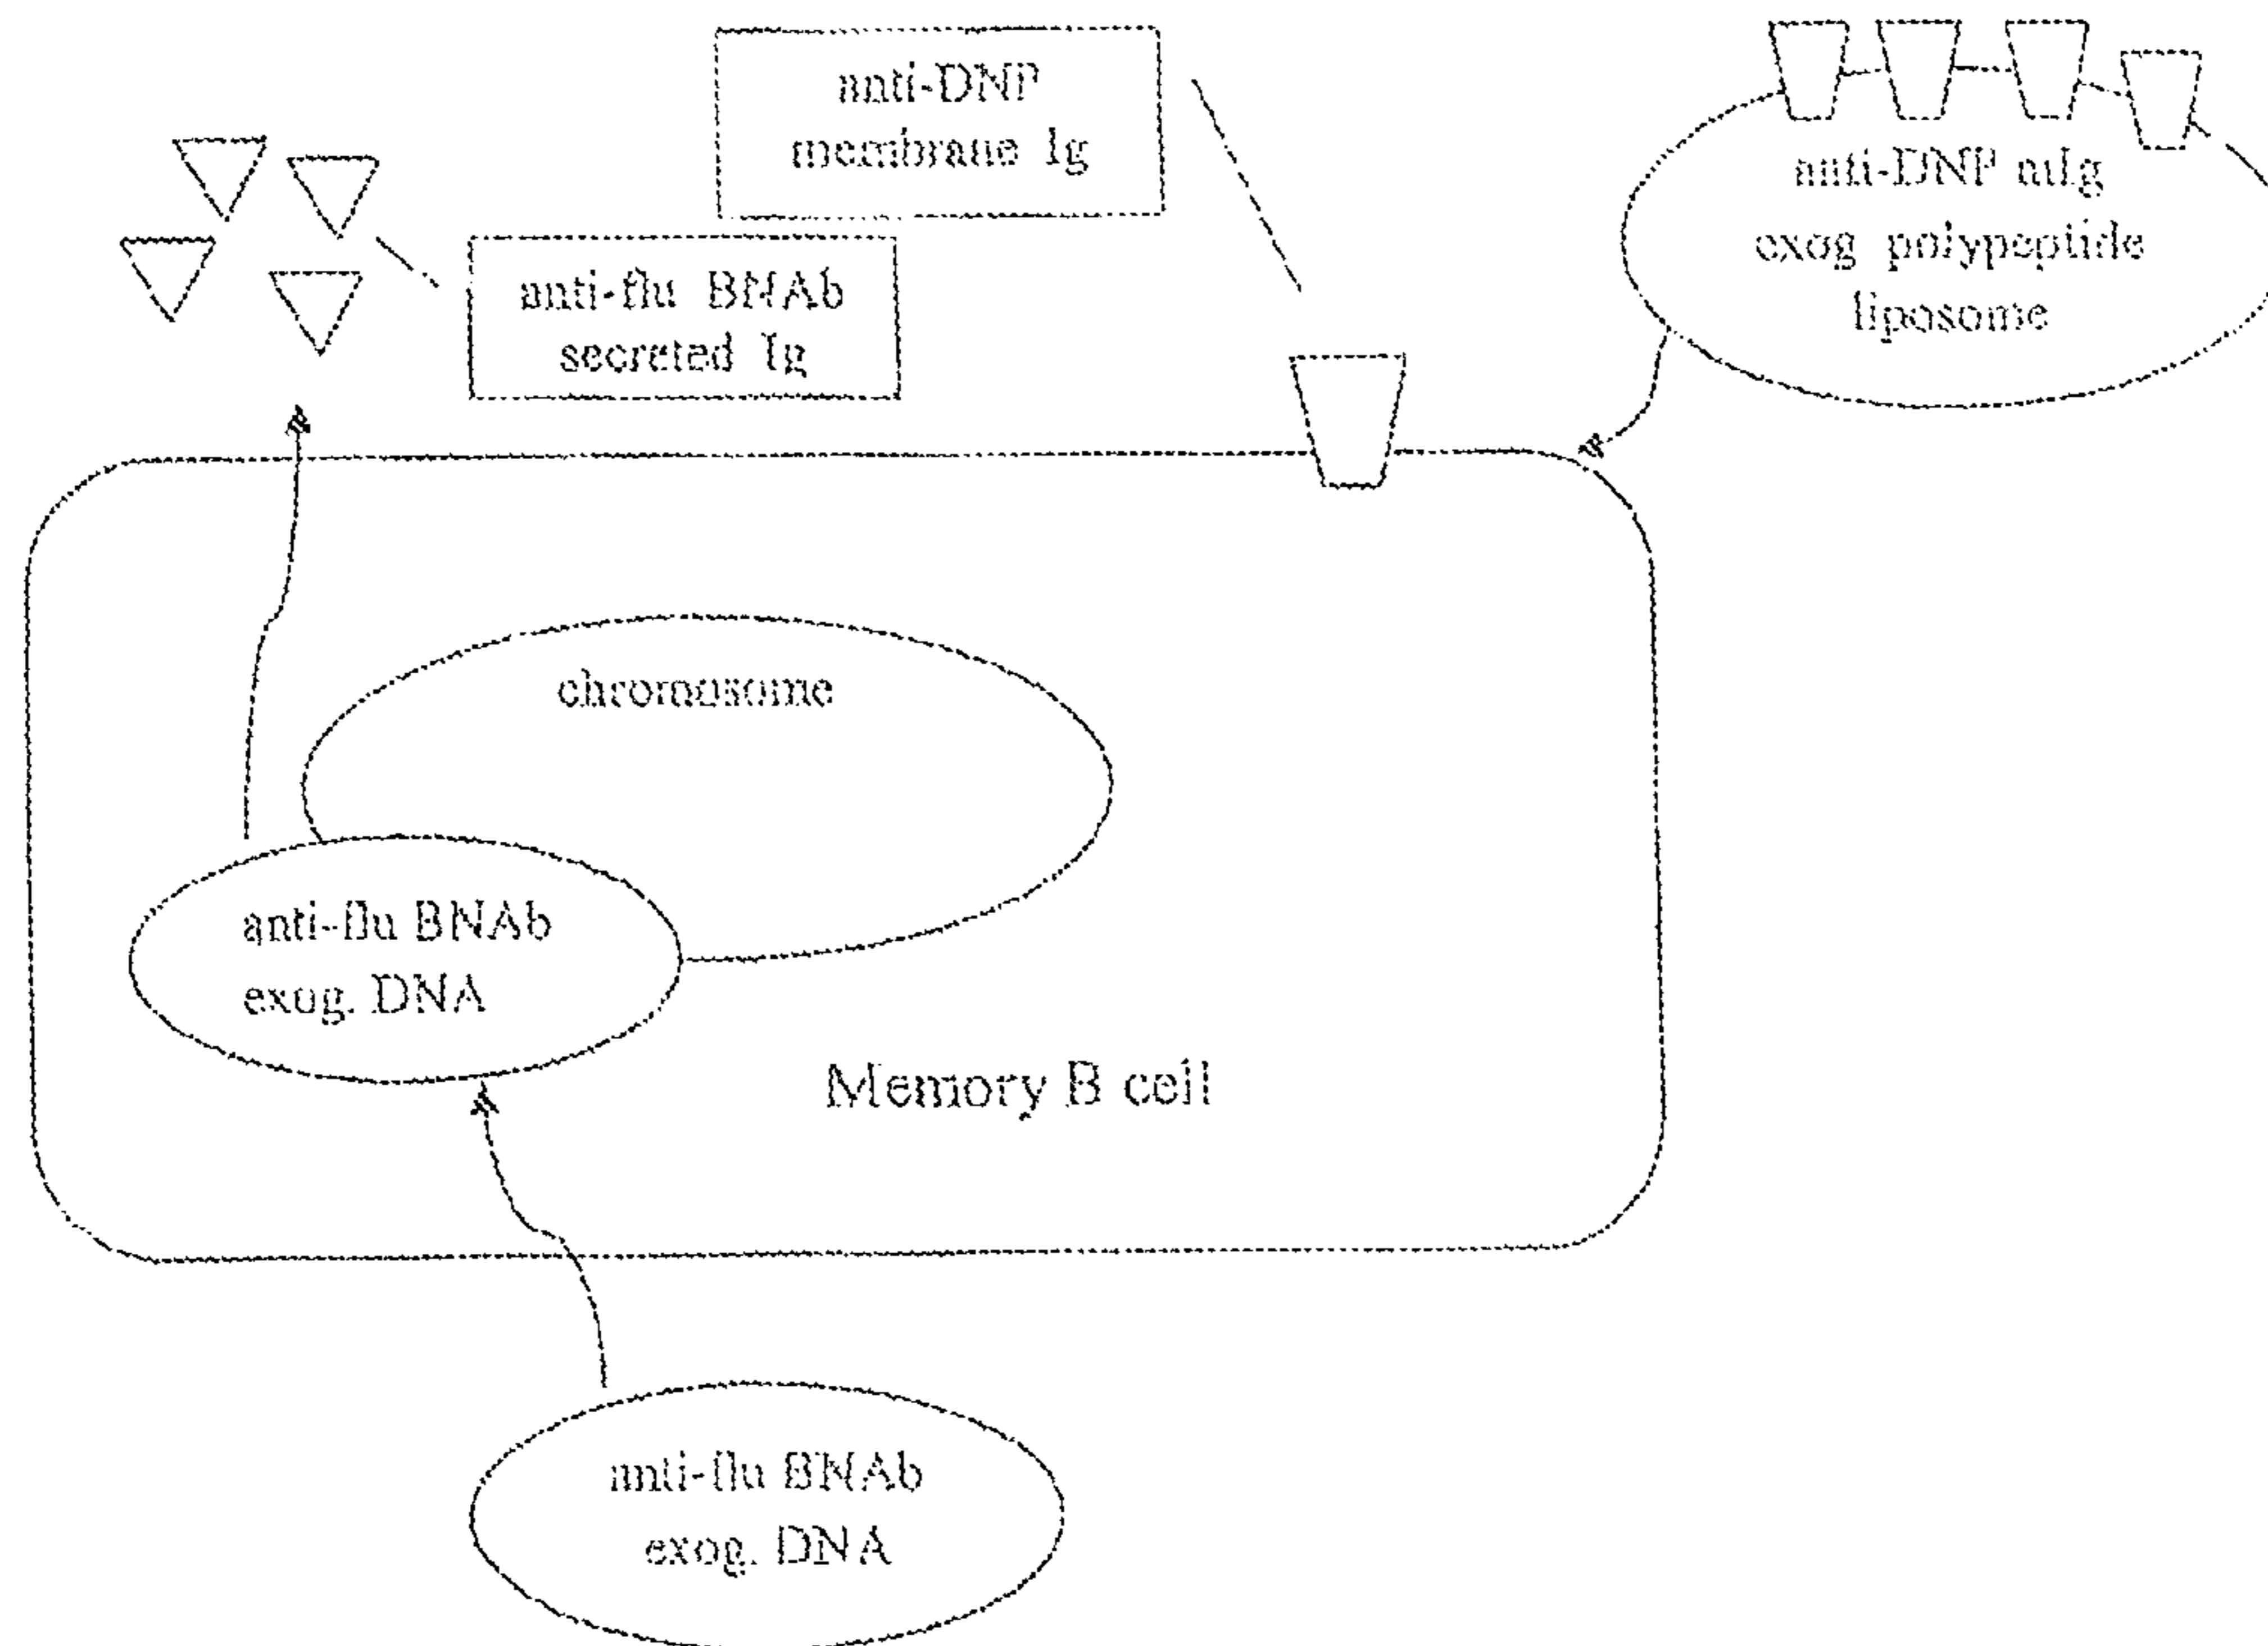 anti-DNP
membrane Ig
anti-DNP mIg
exog polypeptide
liposome
anti-flu BNAb
secreted Ig
chromosome
anti-flu BNAb
exog. DNA
Memory B cell
anti-flu BNAb
exog. DNA